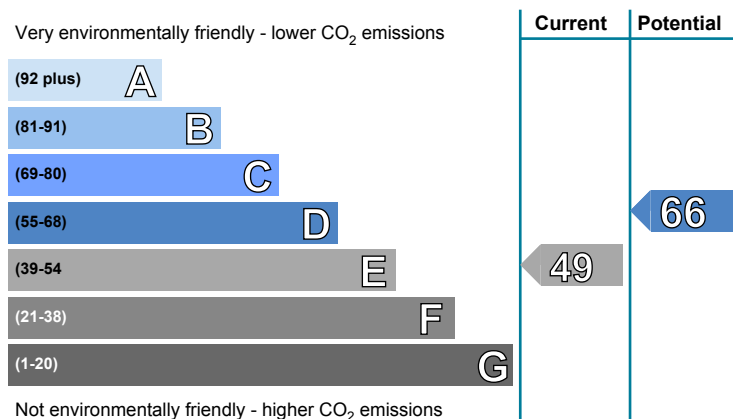 Current Potential
Very environmentally friendly - lower CO₂ emissions
(92 plus) A
(81-91) B
(69-80) C
(55-68) D
66
(39-54 E
49
(21-38) F
(1-20) G
Not environmentally friendly - higher CO₂ emissions